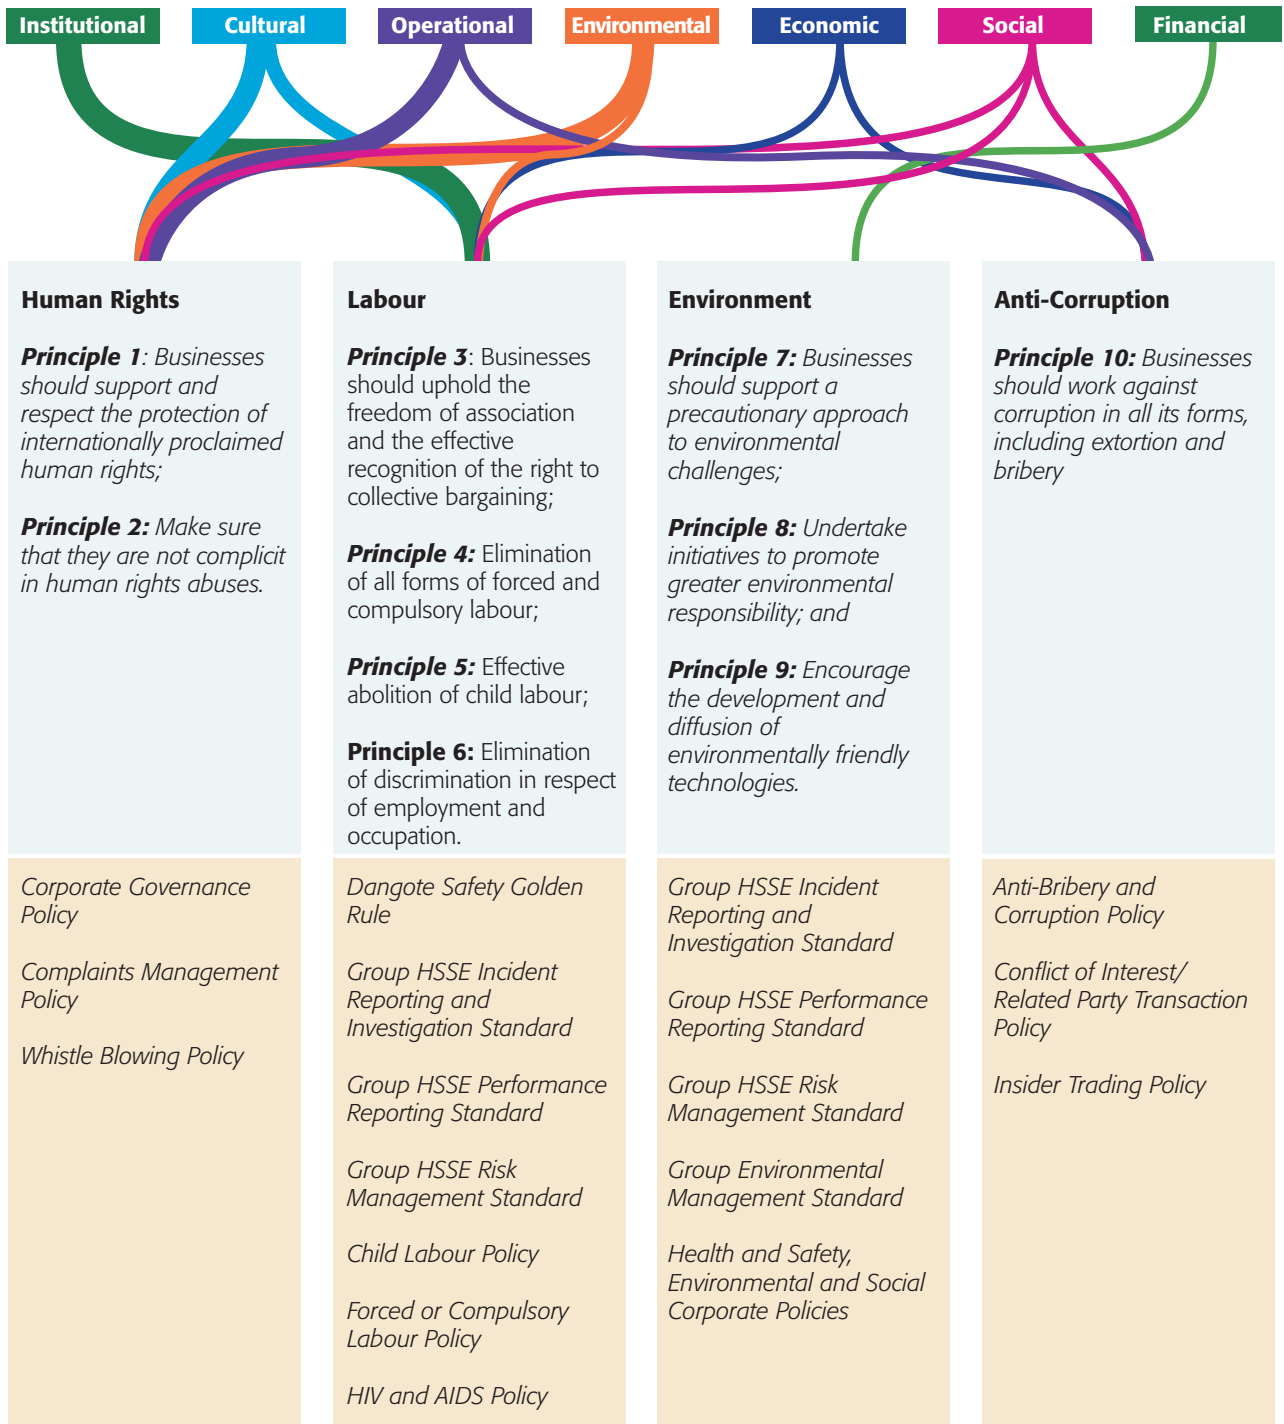 Institutional
Cultural
Operational
Environmental
Economic
Social
Financial
Human Rights
Principle 1: Businesses
should support and
respect the protection of
internationally proclaimed
human rights;
Principle 2: Make sure
that they are not complicit
in human rights abuses.
Labour
Principle 3: Businesses
should uphold the
freedom of association
and the effective
recognition of the right to
collective bargaining;
Principle 4: Elimination
of all forms of forced and
compulsory labour;
Principle 5: Effective
abolition of child labour;
Principle 6: Elimination
of discrimination in respect
of employment and
occupation.
Environment
Principle 7: Businesses
should support a
precautionary approach
to environmental
challenges;
Principle 8: Undertake
initiatives to promote
greater environmental
responsibility; and
Principle 9: Encourage
the development and
diffusion of
environmentally friendly
technologies.
Anti-Corruption
Principle 10: Businesses
should work against
corruption in all its forms,
including extortion and
bribery
Corporate Governance
Policy
Complaints Management
Policy
Whistle Blowing Policy
Dangote Safety Golden
Rule
Group HSSE Incident
Reporting and
Investigation Standard
Group HSSE Performance
Reporting Standard
Group HSSE Risk
Management Standard
Child Labour Policy
Forced or Compulsory
Labour Policy
HIV and AIDS Policy
Group HSSE Incident
Reporting and
Investigation Standard
Group HSSE Performance
Reporting Standard
Group HSSE Risk
Management Standard
Group Environmental
Management Standard
Health and Safety,
Environmental and Social
Corporate Policies
Anti-Bribery and
Corruption Policy
Conflict of Interest/
Related Party Transaction
Policy
Insider Trading Policy